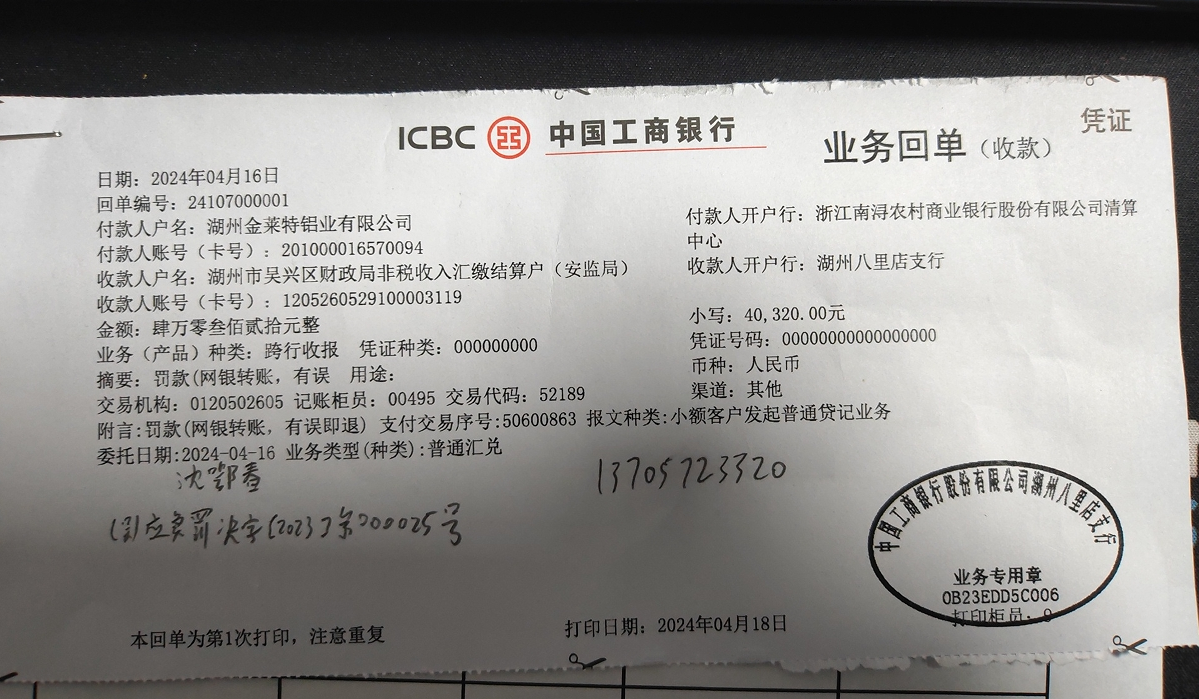 ICBC 中国工商银行
业务回单（收款）
凭证
日期：2024年04月16日
回单编号：24107000001
付款人户名：湖州金莱特铝业有限公司
付款人开户行：浙江南浔农村商业银行股份有限公司清算
中心
付款人账号（卡号）：201000016570094
收款人户名：湖州市吴兴区财政局非税收入汇缴结算户（安监局）
收款人开户行：湖州八里店支行
收款人账号（卡号）：1205260529100003119
金额：肆万零叁佰贰拾元整
小写：40,320.00元
业务（产品）种类：跨行收报 凭证种类：000000000
凭证号码：00000000000000000
摘要：罚款(网银转账，有误 用途：
币种：人民币
交易机构：0120502605 记账柜员：00495 交易代码：52189
渠道：其他
附言:罚款(网银转账，有误即退) 支付交易序号:50600863 报文种类:小额客户发起普通贷记业务
委托日期:2024-04-16 业务类型(种类):普通汇兑
沈鄂春
13705723320
应急罚决字[2023]第000025号
中国工商银行股份有限公司湖州八里店支行
业务专用章
0B23EDD5C006
打印柜员：9
本回单为第1次打印，注意重复
打印日期：2024年04月18日